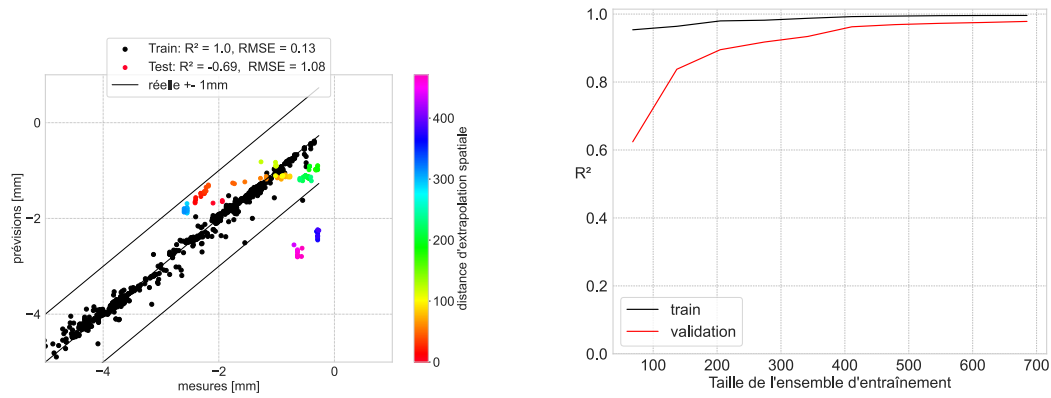 Train: R² = 1.0, RMSE = 0.13
Test: R² = -0.69, RMSE = 1.08
réelle +- 1mm
0
−2
−4
prévisions [mm]
−4
−2
0
mesures [mm]
400
300
200
100
0
distance d'extrapolation spatiale
1.0
0.8
0.6
R²
0.4
0.2
0.0
train
validation
100
200
300
400
500
600
700
Taille de l'ensemble d'entraînement